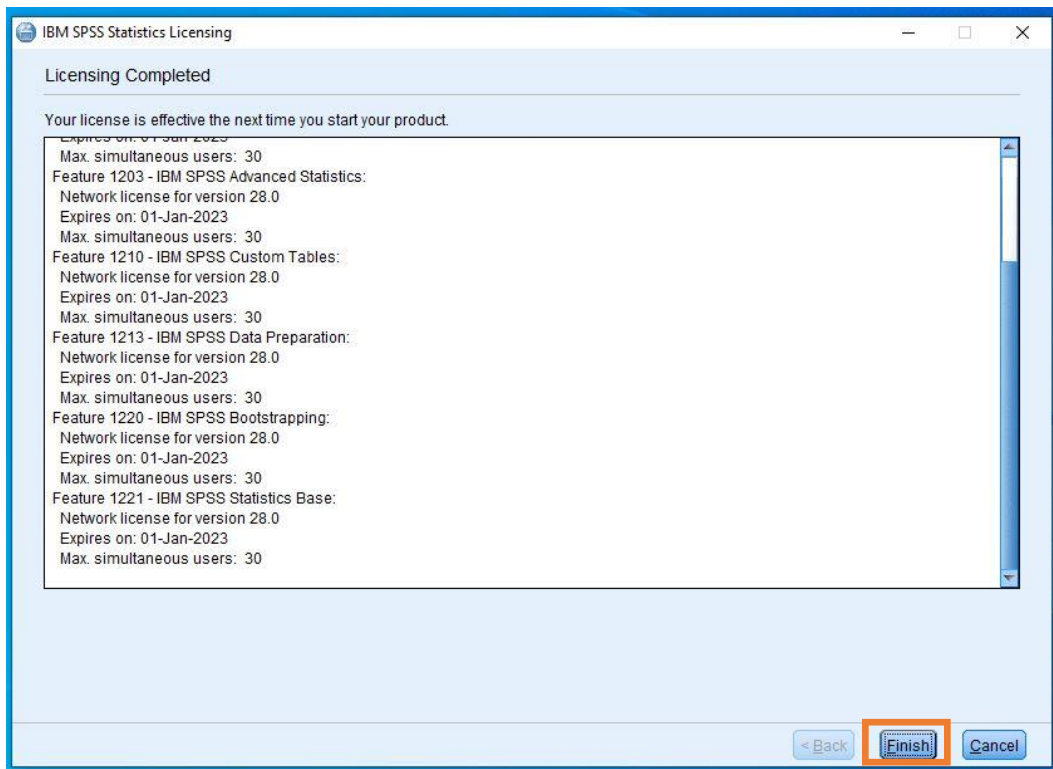 IBM SPSS Statistics Licensing
Licensing Completed
Your license is effective the next time you start your product.
Expires on: 01-Jan-2023
Max. simultaneous users: 30
Feature 1203 - IBM SPSS Advanced Statistics:
Network license for version 28.0
Expires on: 01-Jan-2023
Max. simultaneous users: 30
Feature 1210 - IBM SPSS Custom Tables:
Network license for version 28.0
Expires on: 01-Jan-2023
Max. simultaneous users: 30
Feature 1213 - IBM SPSS Data Preparation:
Network license for version 28.0
Expires on: 01-Jan-2023
Max. simultaneous users: 30
Feature 1220 - IBM SPSS Bootstrapping:
Network license for version 28.0
Expires on: 01-Jan-2023
Max. simultaneous users: 30
Feature 1221 - IBM SPSS Statistics Base:
Network license for version 28.0
Expires on: 01-Jan-2023
Max. simultaneous users: 30
< Back Finish Cancel